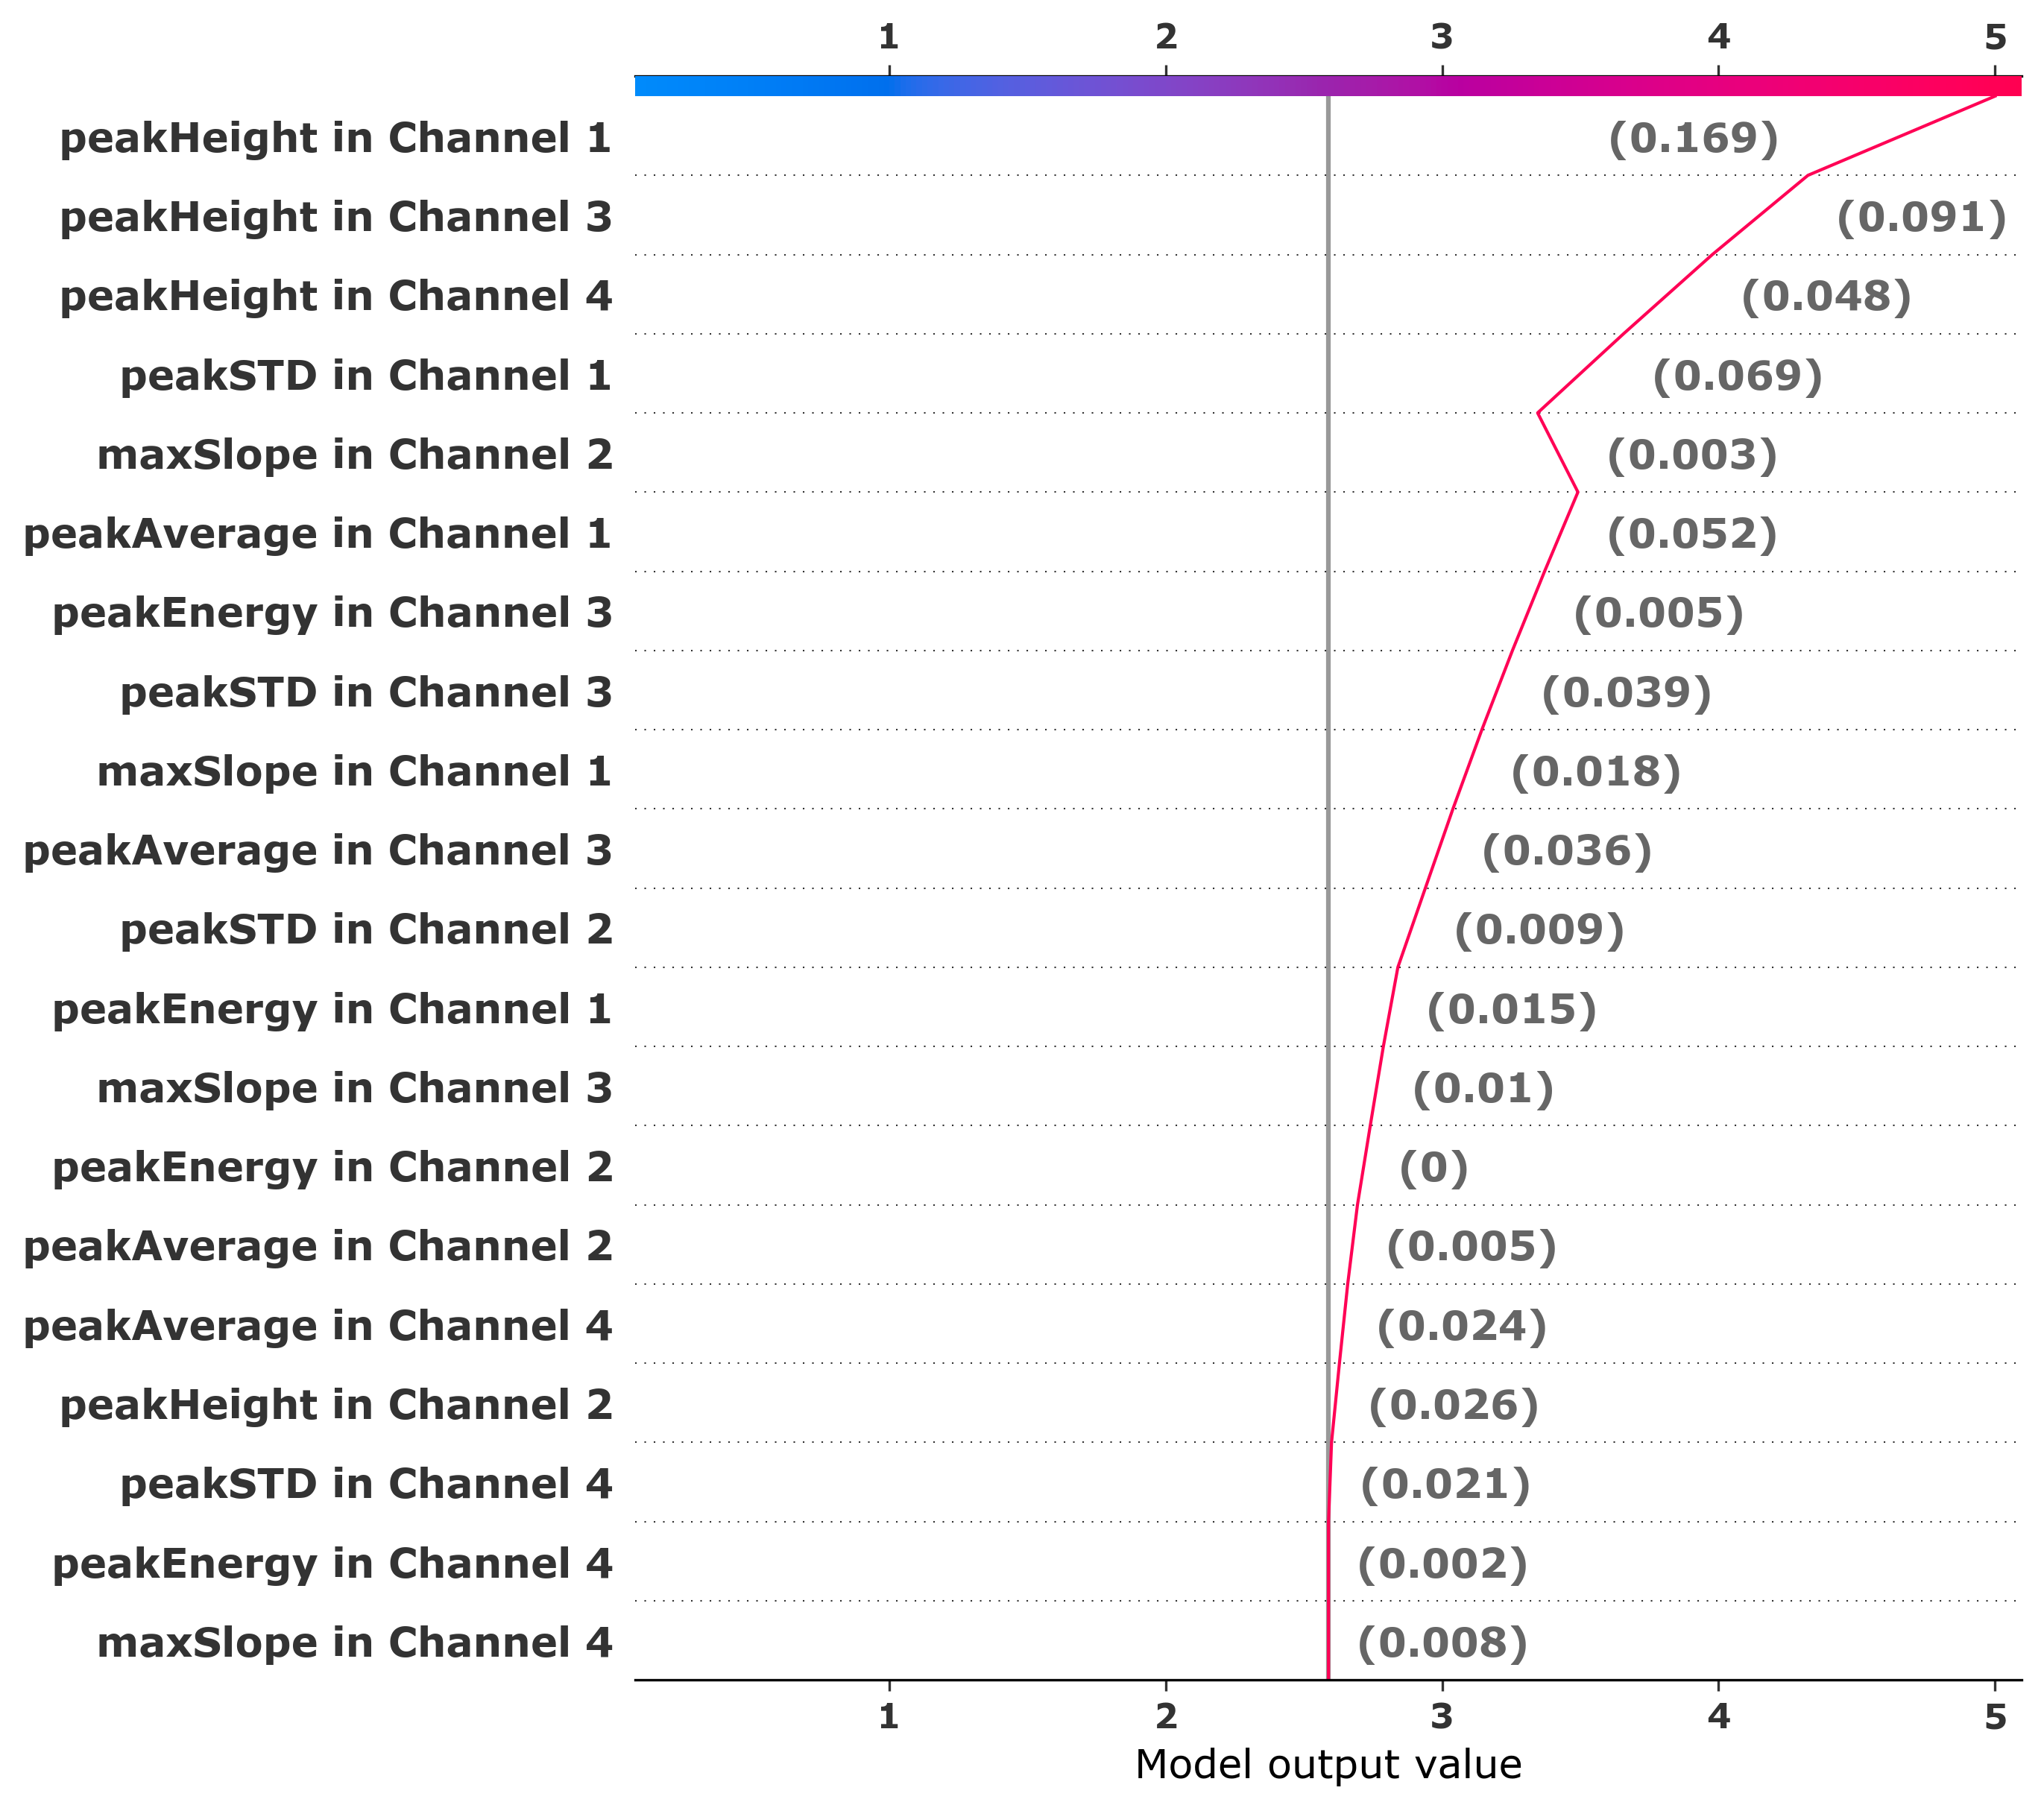 1 2 3 4 5
peakHeight in Channel 1 (0.169)
peakHeight in Channel 3 (0.091)
peakHeight in Channel 4 (0.048)
peakSTD in Channel 1 (0.069)
maxSlope in Channel 2 (0.003)
peakAverage in Channel 1 (0.052)
peakEnergy in Channel 3 (0.005)
peakSTD in Channel 3 (0.039)
maxSlope in Channel 1 (0.018)
peakAverage in Channel 3 (0.036)
peakSTD in Channel 2 (0.009)
peakEnergy in Channel 1 (0.015)
maxSlope in Channel 3 (0.01)
peakEnergy in Channel 2 (0)
peakAverage in Channel 2 (0.005)
peakAverage in Channel 4 (0.024)
peakHeight in Channel 2 (0.026)
peakSTD in Channel 4 (0.021)
peakEnergy in Channel 4 (0.002)
maxSlope in Channel 4 (0.008)
1 2 3 4 5
Model output value